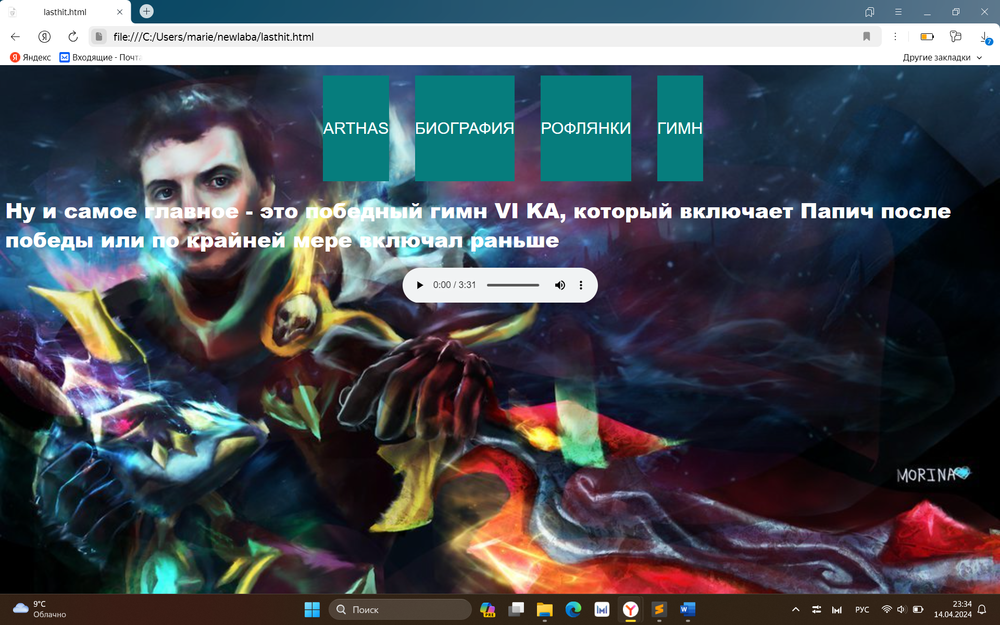 lasthit.html
file:///C:/Users/marie/newlaba/lasthit.html
7
Яндекс
Входящие - Почта
Другие закладки
ARTHAS
БИОГРАФИЯ
РОФЛЯНКИ
ГИМН
Ну и самое главное - это победный гимн VI KA, который включает Папич после
победы или по крайней мере включал раньше
0:00 / 3:31
MORINA
9°C
Облачно
Поиск
PRE
РУС
23:34
14.04.2024